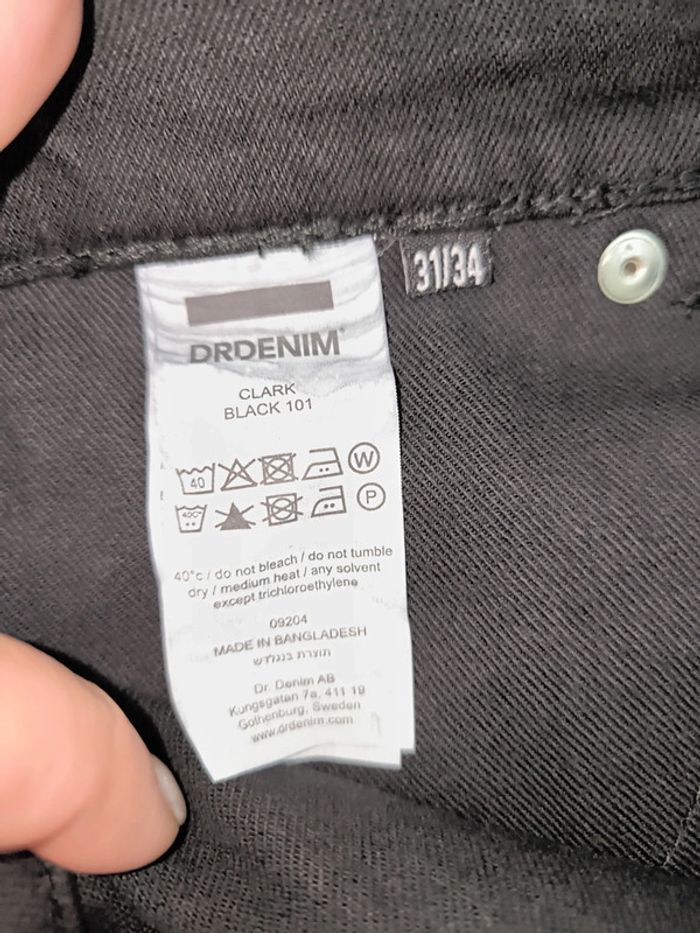 31/34
DRDENIM
CLARK
BLACK 101
40 W
40C P
40°c / do not bleach / do not tumble
dry / medium heat / any solvent
except trichloroethylene
09204
MADE IN BANGLADESH
תוצרת בנגלדש
Dr. Denim AB
Kungsgatan 7a, 411 19
Gothenburg, Sweden
www.drdenim.com